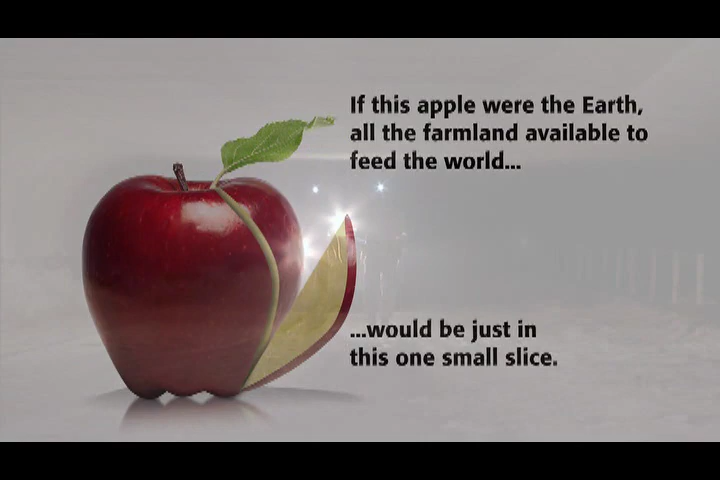 If this apple were the Earth,
all the farmland available to
feed the world...
...would be just in
this one small slice.